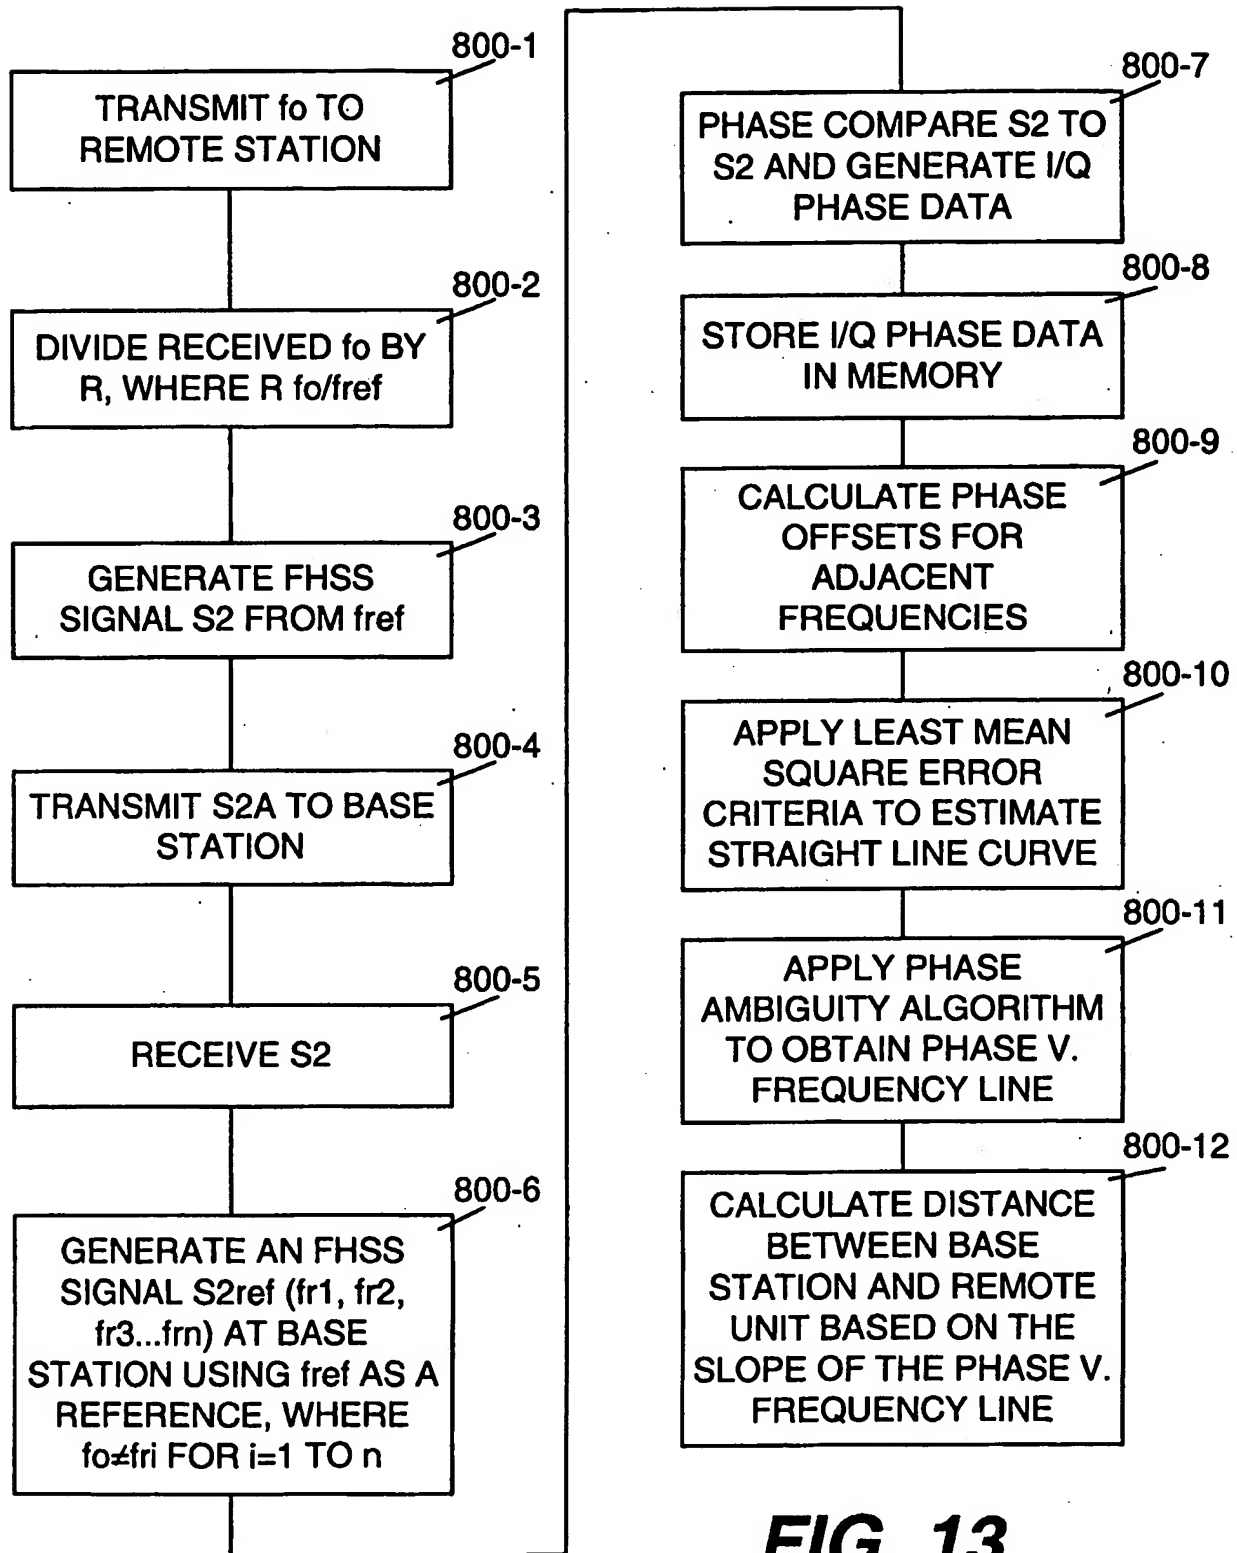 800-1
TRANSMIT fo TO
REMOTE STATION
800-2
DIVIDE RECEIVED fo BY
R, WHERE R fo/fref
800-3
GENERATE FHSS
SIGNAL S2 FROM fref
800-4
TRANSMIT S2A TO BASE
STATION
800-5
RECEIVE S2
800-6
GENERATE AN FHSS
SIGNAL S2ref (fr1, fr2,
fr3...frn) AT BASE
STATION USING fref AS A
REFERENCE, WHERE
fo≠fri FOR i=1 TO n
800-7
PHASE COMPARE S2 TO
S2 AND GENERATE I/Q
PHASE DATA
800-8
STORE I/Q PHASE DATA
IN MEMORY
800-9
CALCULATE PHASE
OFFSETS FOR
ADJACENT
FREQUENCIES
800-10
APPLY LEAST MEAN
SQUARE ERROR
CRITERIA TO ESTIMATE
STRAIGHT LINE CURVE
800-11
APPLY PHASE
AMBIGUITY ALGORITHM
TO OBTAIN PHASE V.
FREQUENCY LINE
800-12
CALCULATE DISTANCE
BETWEEN BASE
STATION AND REMOTE
UNIT BASED ON THE
SLOPE OF THE PHASE V.
FREQUENCY LINE
FIG. 13